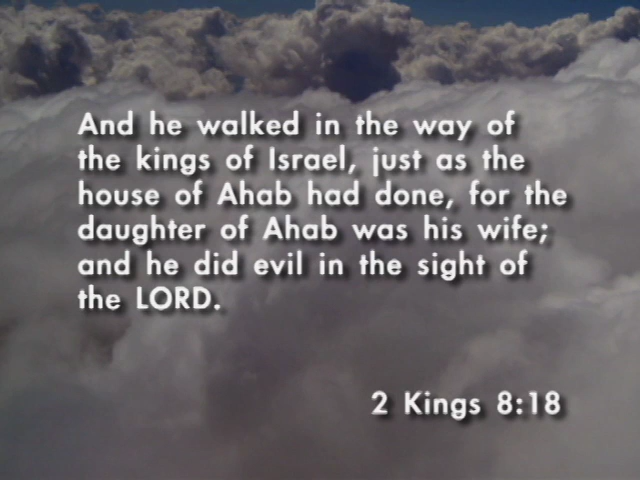 And he walked in the way of
the kings of Israel, just as the
house of Ahab had done, for the
daughter of Ahab was his wife;
and he did evil in the sight of
the LORD.
2 Kings 8:18